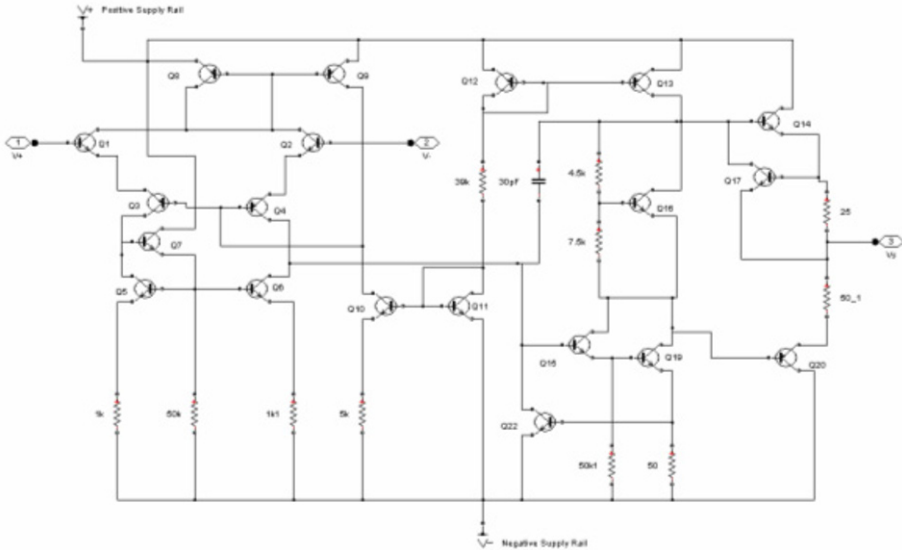 V+ Positive Supply Rail
Q8
Q9
Q12
Q13
Q14
1
V+
Q1
Q2
2
V-
Q17
Q3
Q4
39k
30pF
4.5k
Q16
25
3
Vy
Q7
7.5k
Q5
Q6
Q10
Q11
50_1
Q15
Q19
Q20
1k
50k
1k1
5k
Q22
50k1
50
V- Negative Supply Rail